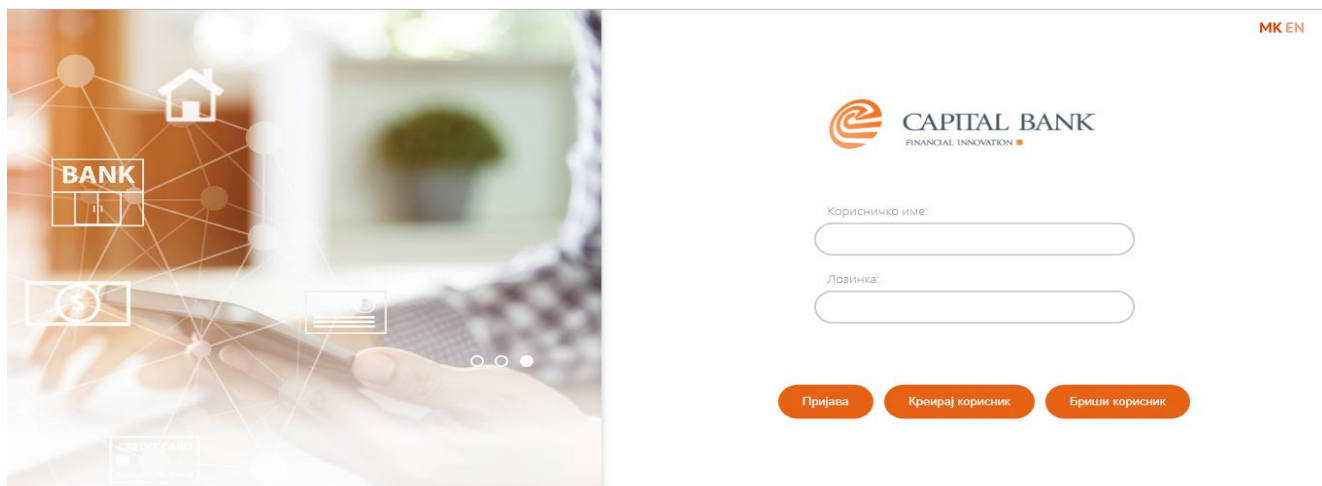 MK EN
BANK
$
CAPITAL BANK
FINANCIAL INNOVATION
Корисничко име:
Лозинка:
Пријава Креирај корисник Бриши корисник